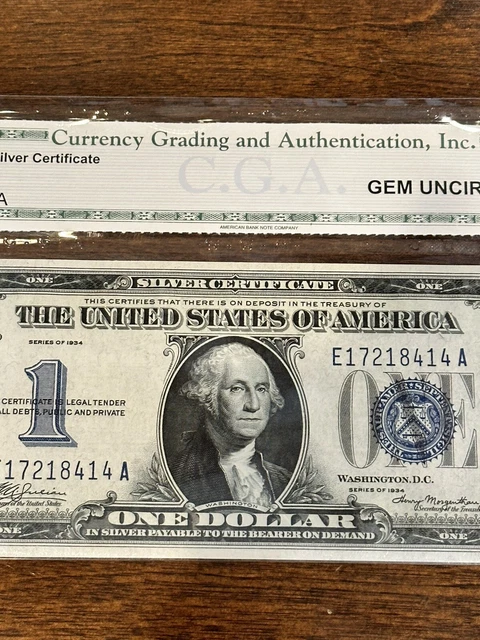 Currency Grading and Authentication, Inc.
ilver Certificate
C.G.A.
GEM UNCIR
A
AMERICAN BANK NOTE COMPANY
ONE SILVER CERTIFICATE ONE
THIS CERTIFIES THAT THERE IS ON DEPOSIT IN THE TREASURY OF
THE UNITED STATES OF AMERICA
SERIES OF 1934
E17218414A
1
ONE
CERTIFICATE IS LEGAL TENDER
ALL DEBTS, PUBLIC AND PRIVATE
17218414A
WASHINGTON, D.C.
SERIES OF 1934
WASHINGTON
ONE DOLLAR
IN SILVER PAYABLE TO THE BEARER ON DEMAND
ONE
ONE